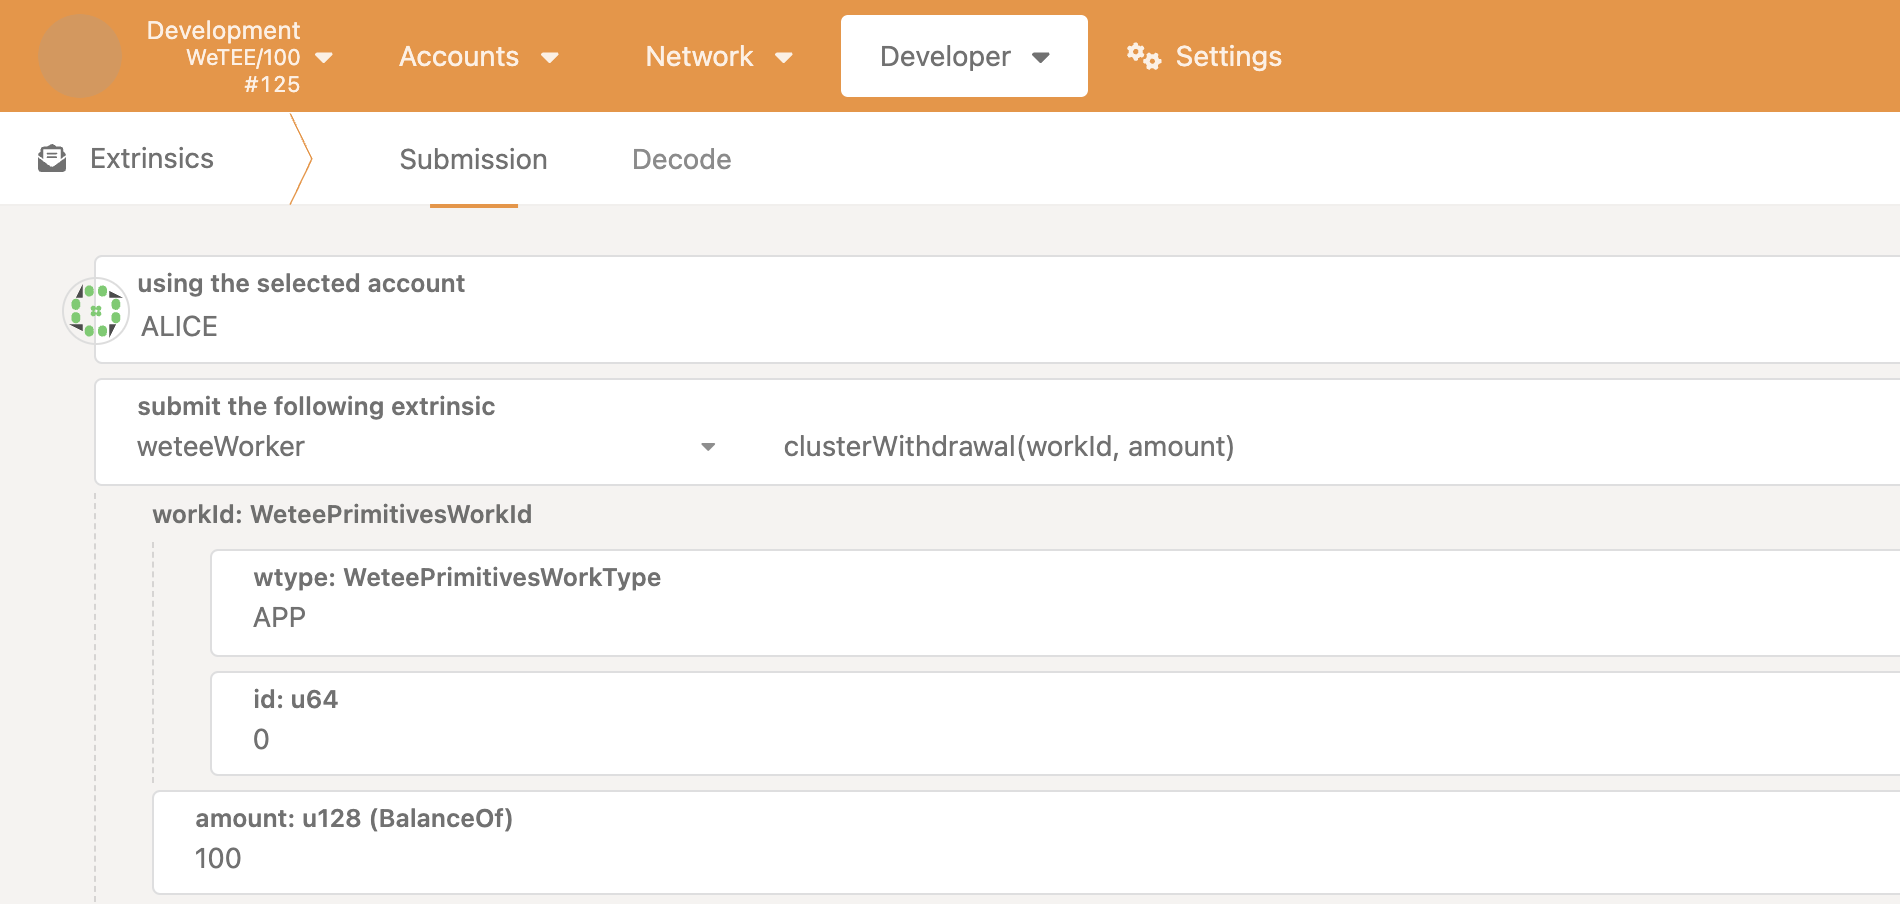 Development
WeTEE/100
#125
Accounts
Network
Developer
Settings
Extrinsics
Submission
Decode
using the selected account
ALICE
submit the following extrinsic
weteeWorker
clusterWithdrawal(workId, amount)
workId: WeteePrimitivesWorkId
wtype: WeteePrimitivesWorkType
APP
id: u64
0
amount: u128 (BalanceOf)
100